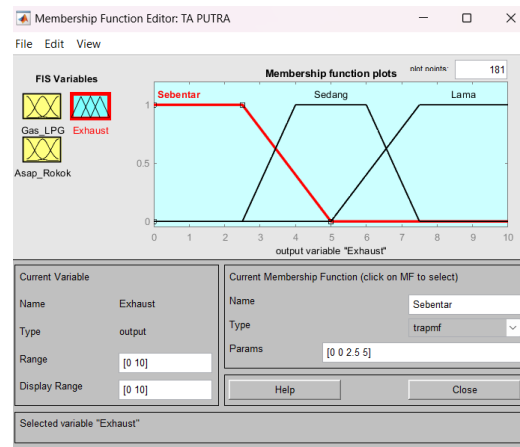 Membership Function Editor: TA PUTRA
File Edit View
FIS Variables
Gas_LPG Exhaust
Asap_Rokok
Membership function plots plot points: 181
Sebentar Sedang Lama
1
0.5
0
0 1 2 3 4 5 6 7 8 9 10
output variable "Exhaust"
Current Variable
Name Exhaust
Type output
Range [0 10]
Display Range [0 10]
Current Membership Function (click on MF to select)
Name Sebentar
Type trapmf
Params [0 0 2.5 5]
Help Close
Selected variable "Exhaust"